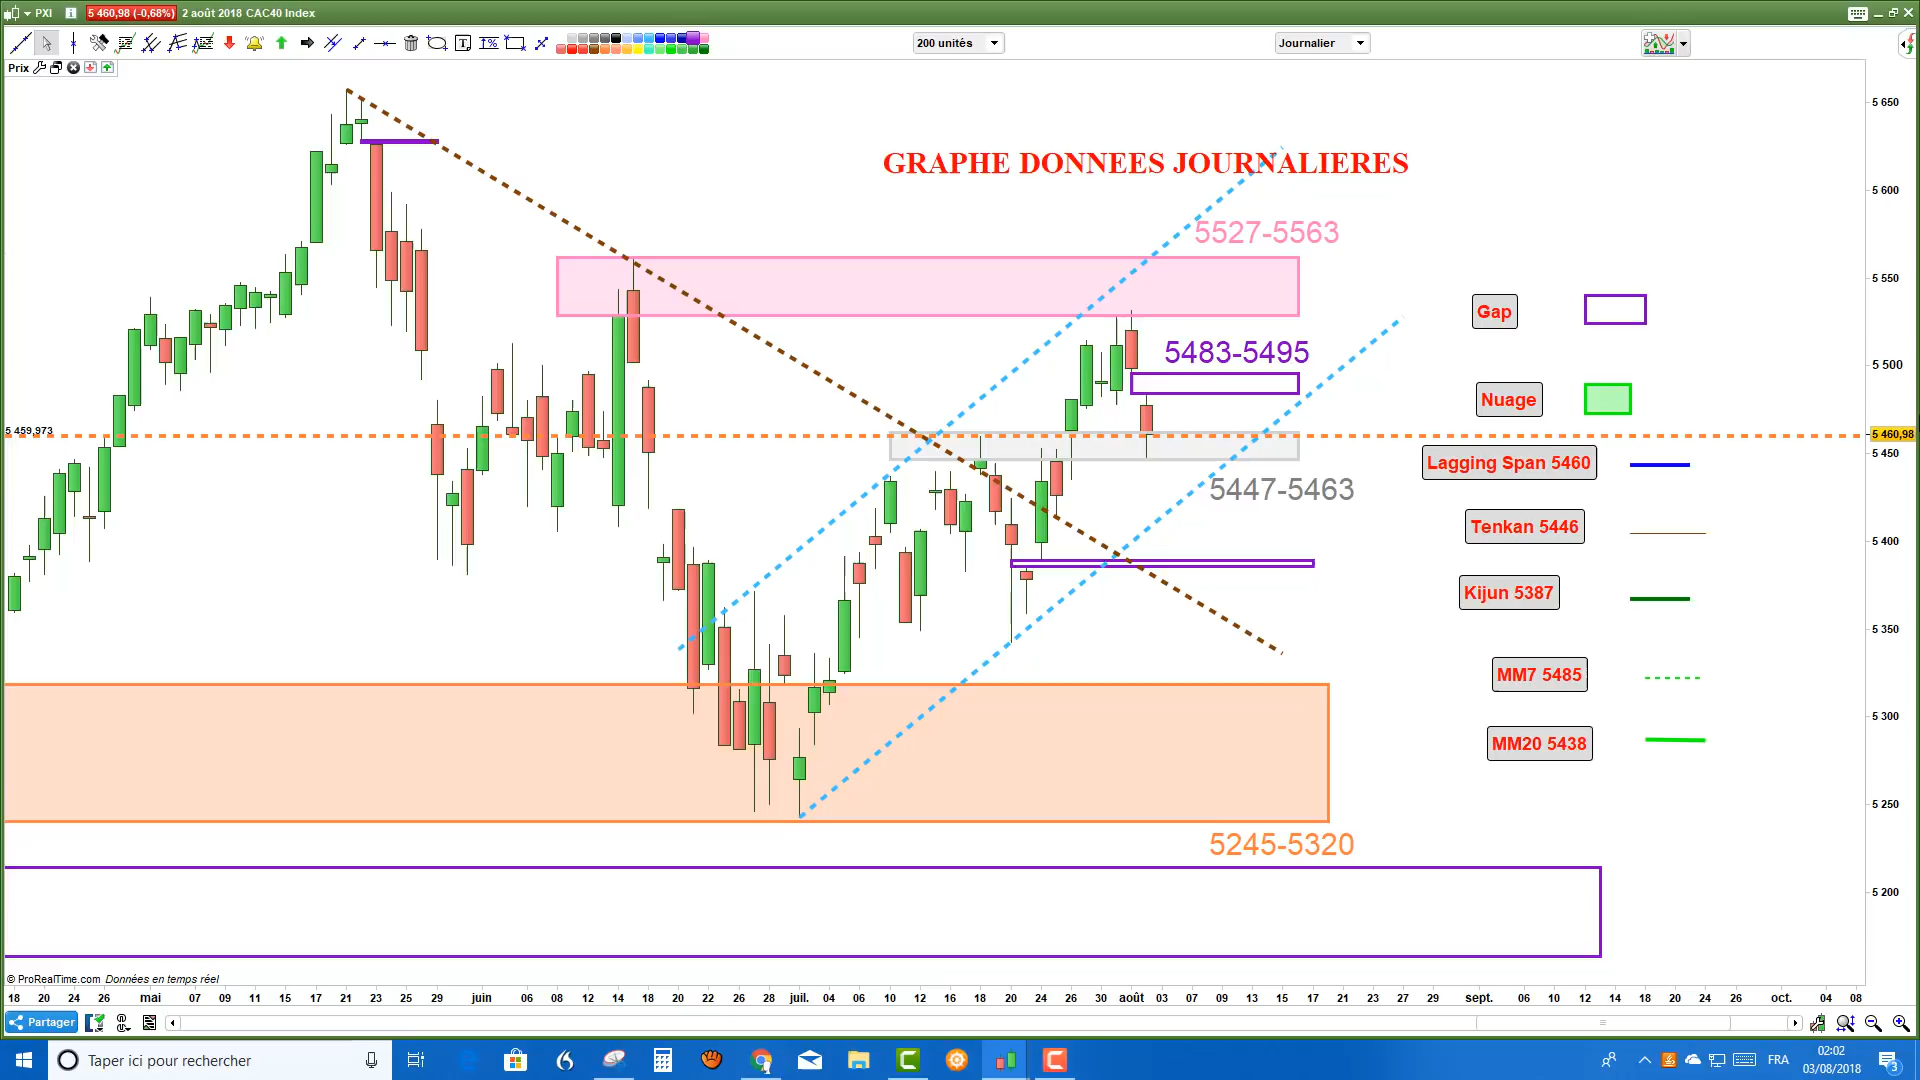 PXI 5 460,98 (-0,68%) 2 août 2018 CAC40 Index
200 unités
Journalier
Prix
GRAPHE DONNEES JOURNALIERES
5527-5563
5483-5495
5447-5463
5245-5320
5 459,973
Gap
Nuage
Lagging Span 5460
Tenkan 5446
Kijun 5387
MM7 5485
MM20 5438
5 650
5 600
5 550
5 500
5 460,98
5 450
5 400
5 350
5 300
5 250
5 200
© ProRealTime.com Données en temps réel
18 20 24 26 mai 07 09 11 15 17 21 23 25 29 juin 06 08 12 14 18 20 22 26 28 juil. 04 06 10 12 16 18 20 24 26 30 août 03 07 09 13 15 17 21 23 27 29 sept. 06 10 12 14 18 20 24 26 oct. 04 08
Partager
Taper ici pour rechercher
FRA
02:02
03/08/2018
3